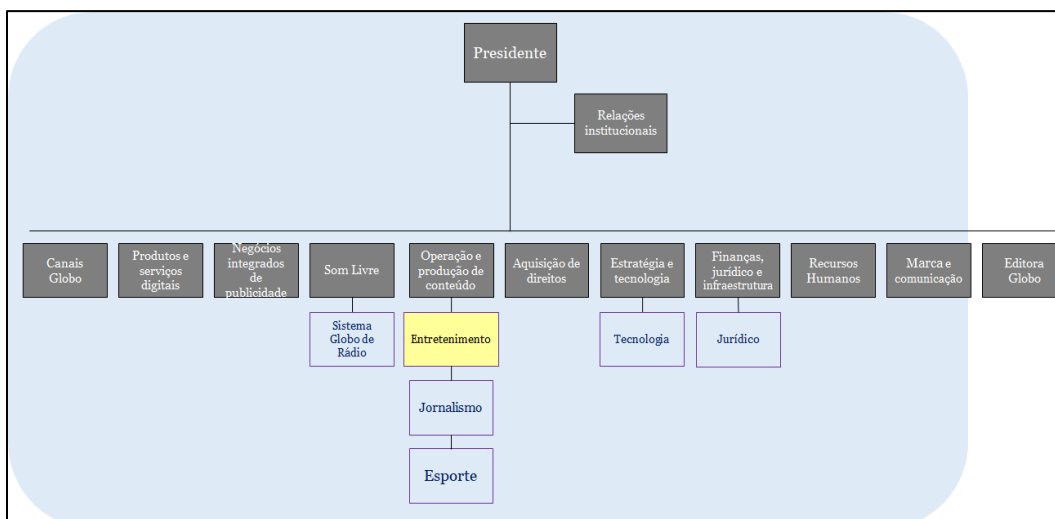 Presidente
Relações
institucionais
Canais
Globo
Produtos e
serviços
digitais
Negócios
integrados
de
publicidade
Som Livre
Operação e
produção de
conteúdo
Aquisição de
direitos
Estratégia e
tecnologia
Finanças,
jurídico e
infraestrutura
Recursos
Humanos
Marca e
comunicação
Editora
Globo
Sistema
Globo de
Rádio
Entretenimento
Tecnologia
Jurídico
Jornalismo
Esporte